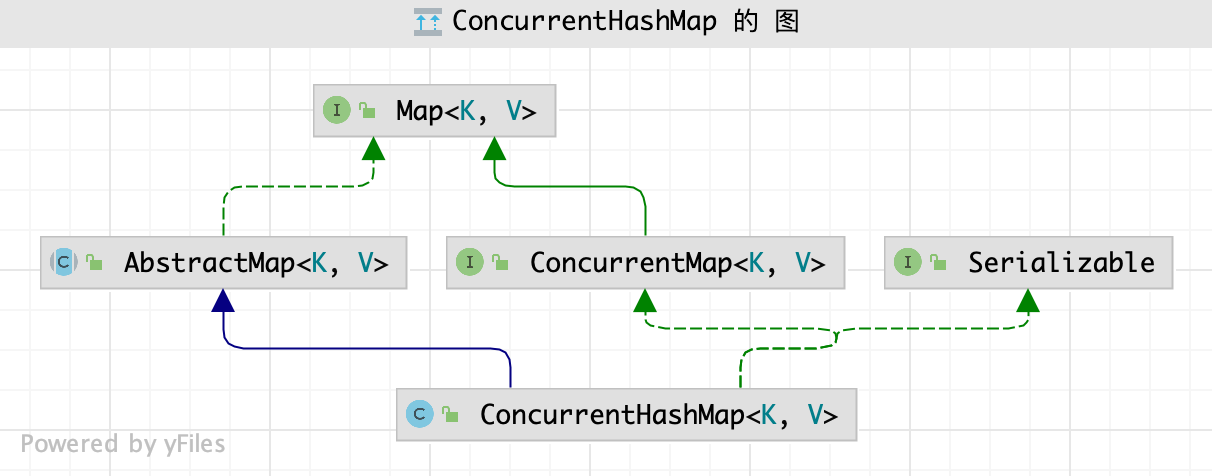 ConcurrentHashMap 的 图
I Map<K, V>
C AbstractMap<K, V>
I ConcurrentMap<K, V>
I Serializable
C ConcurrentHashMap<K, V>
Powered by yFiles